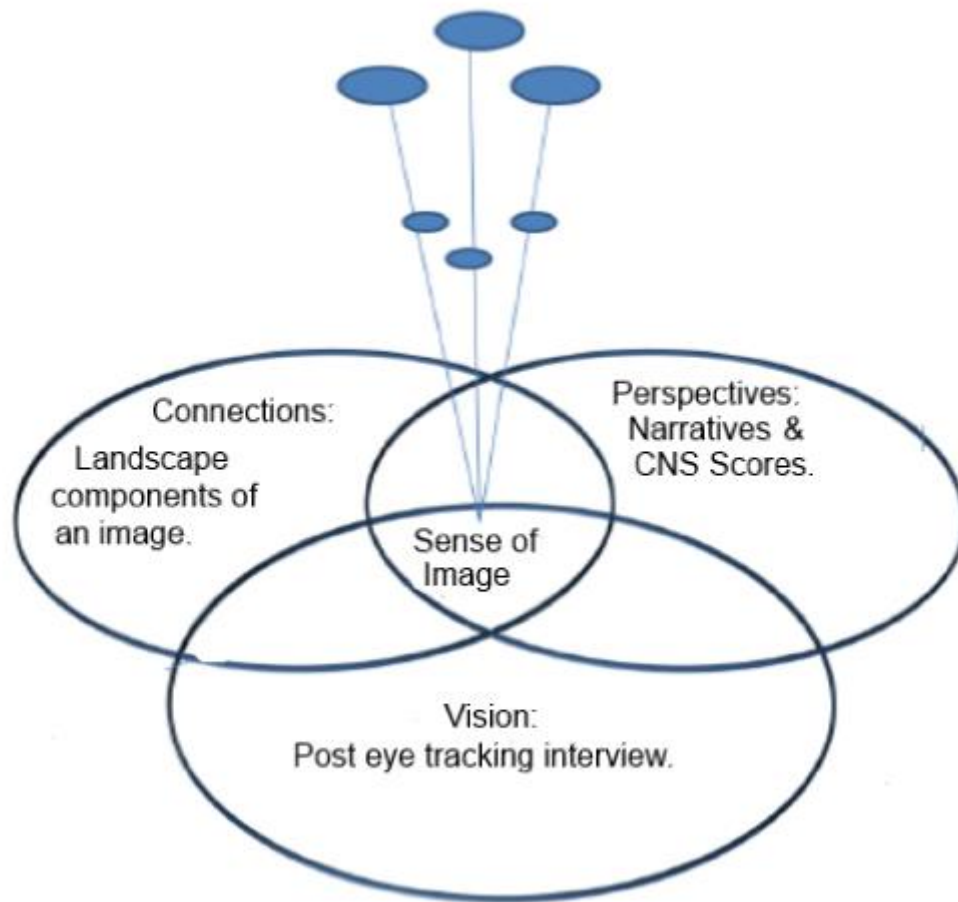 Connections:
Landscape
components of
an image.
Perspectives:
Narratives &
CNS Scores.
Sense of
Image
Vision:
Post eye tracking interview.